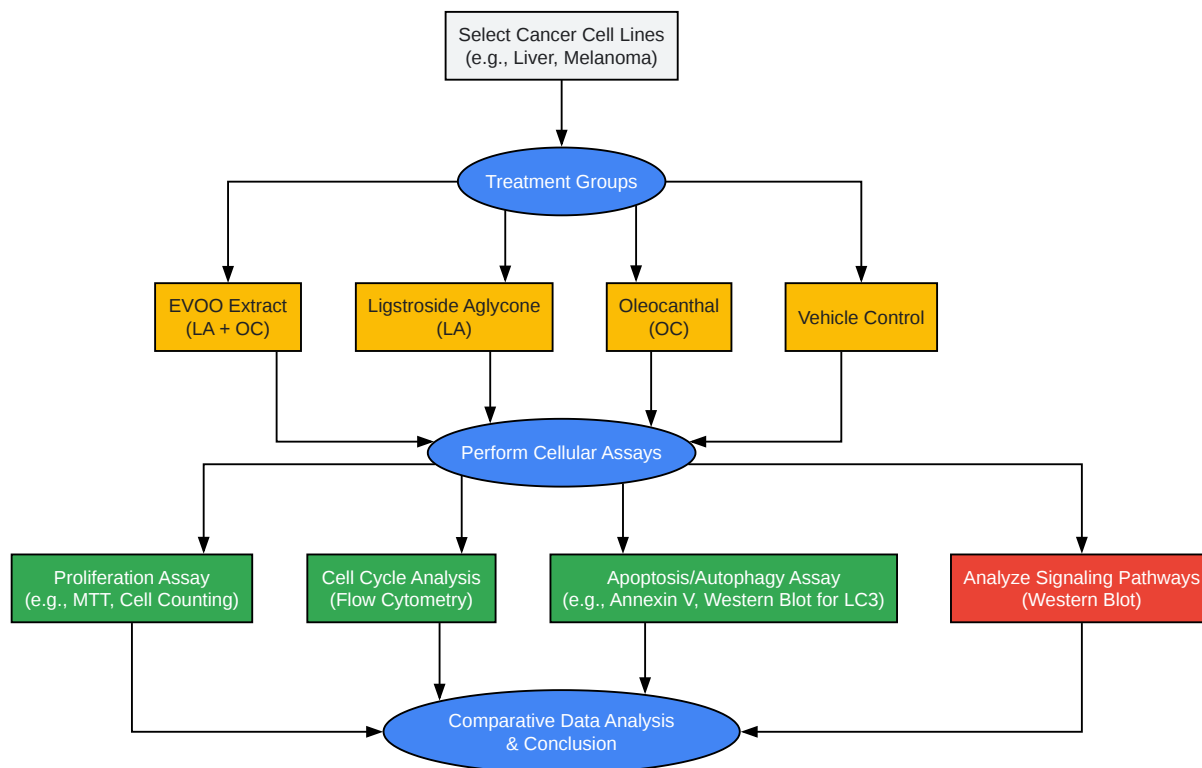 Select Cancer Cell Lines
(e.g., Liver, Melanoma)
Treatment Groups
EVOO Extract
(LA + OC)
Ligstroside Aglycone
(LA)
Oleocanthal
(OC)
Vehicle Control
Perform Cellular Assays
Proliferation Assay
(e.g., MTT, Cell Counting)
Cell Cycle Analysis
(Flow Cytometry)
Apoptosis/Autophagy Assay
(e.g., Annexin V, Western Blot for LC3)
Analyze Signaling Pathways
(Western Blot)
Comparative Data Analysis
& Conclusion